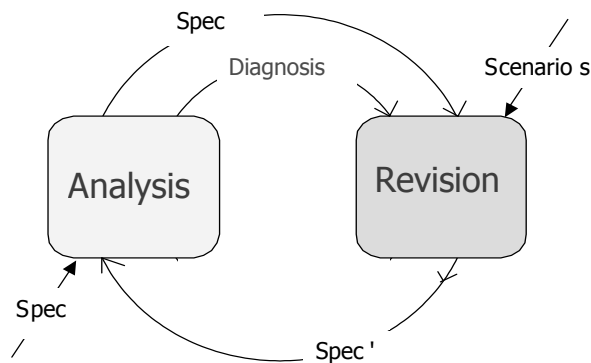 Spec
Diagnosis
Scenario s
Analysis
Revision
Spec
Spec '